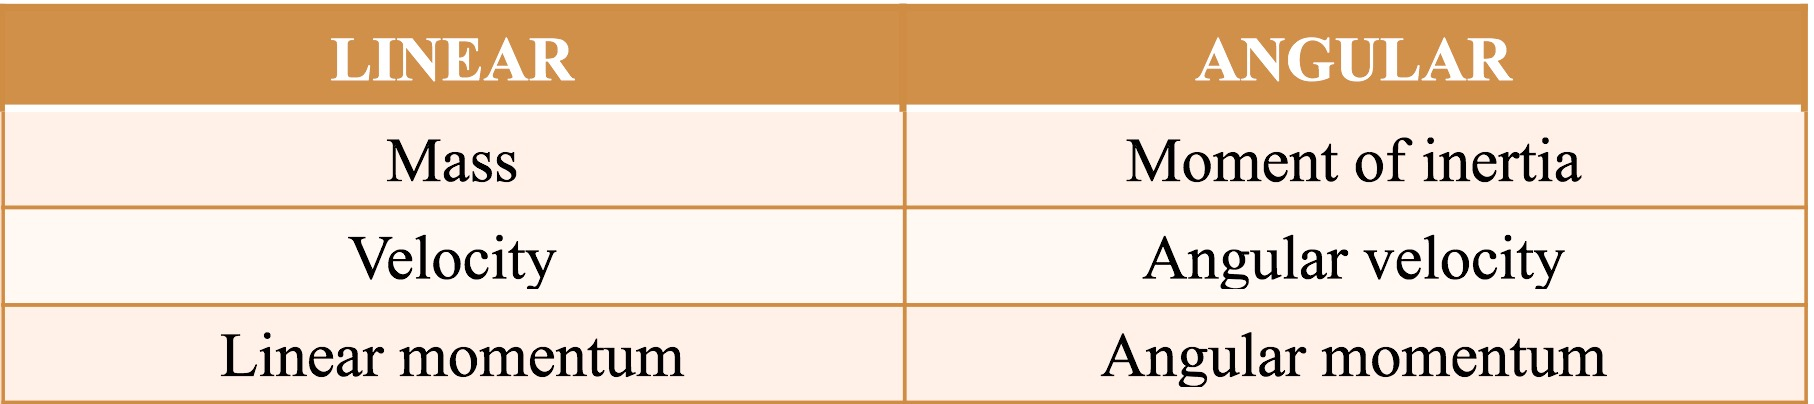 LINEAR ANGULAR
Mass Moment of inertia
Velocity Angular velocity
Linear momentum Angular momentum